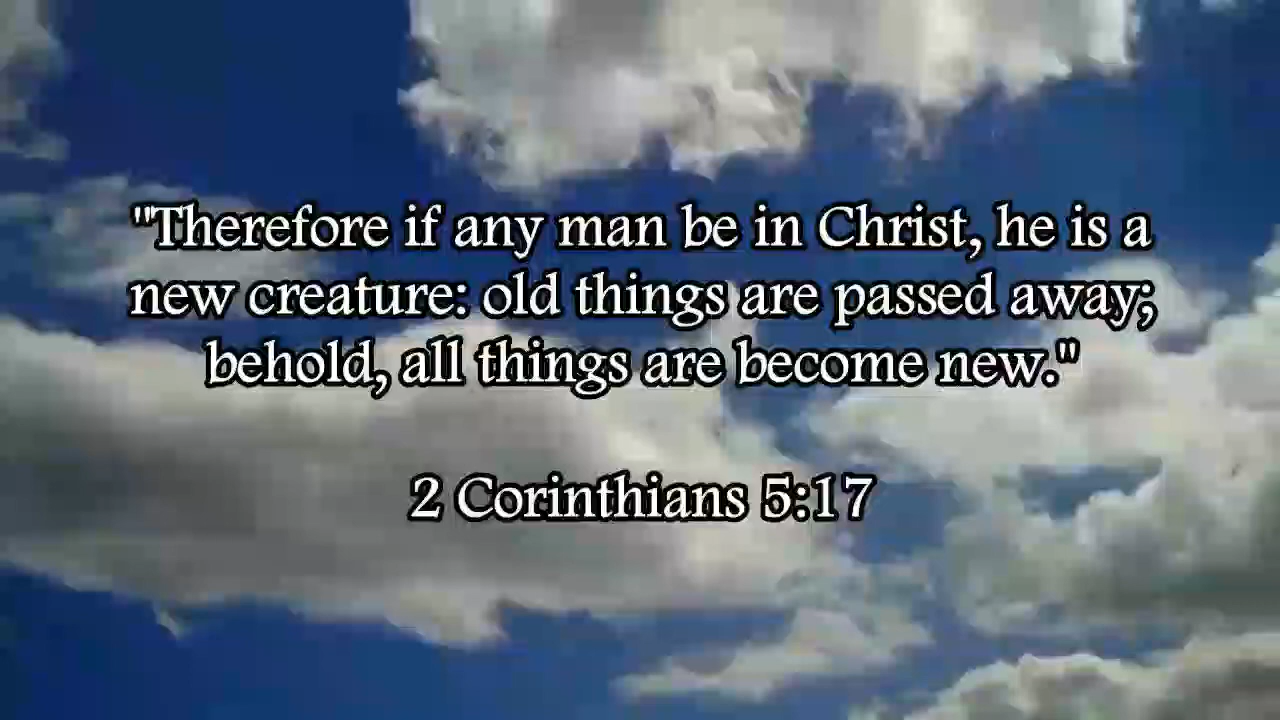 "Therefore if any man be in Christ, he is a
new creature: old things are passed away;
behold, all things are become new."
2 Corinthians 5:17